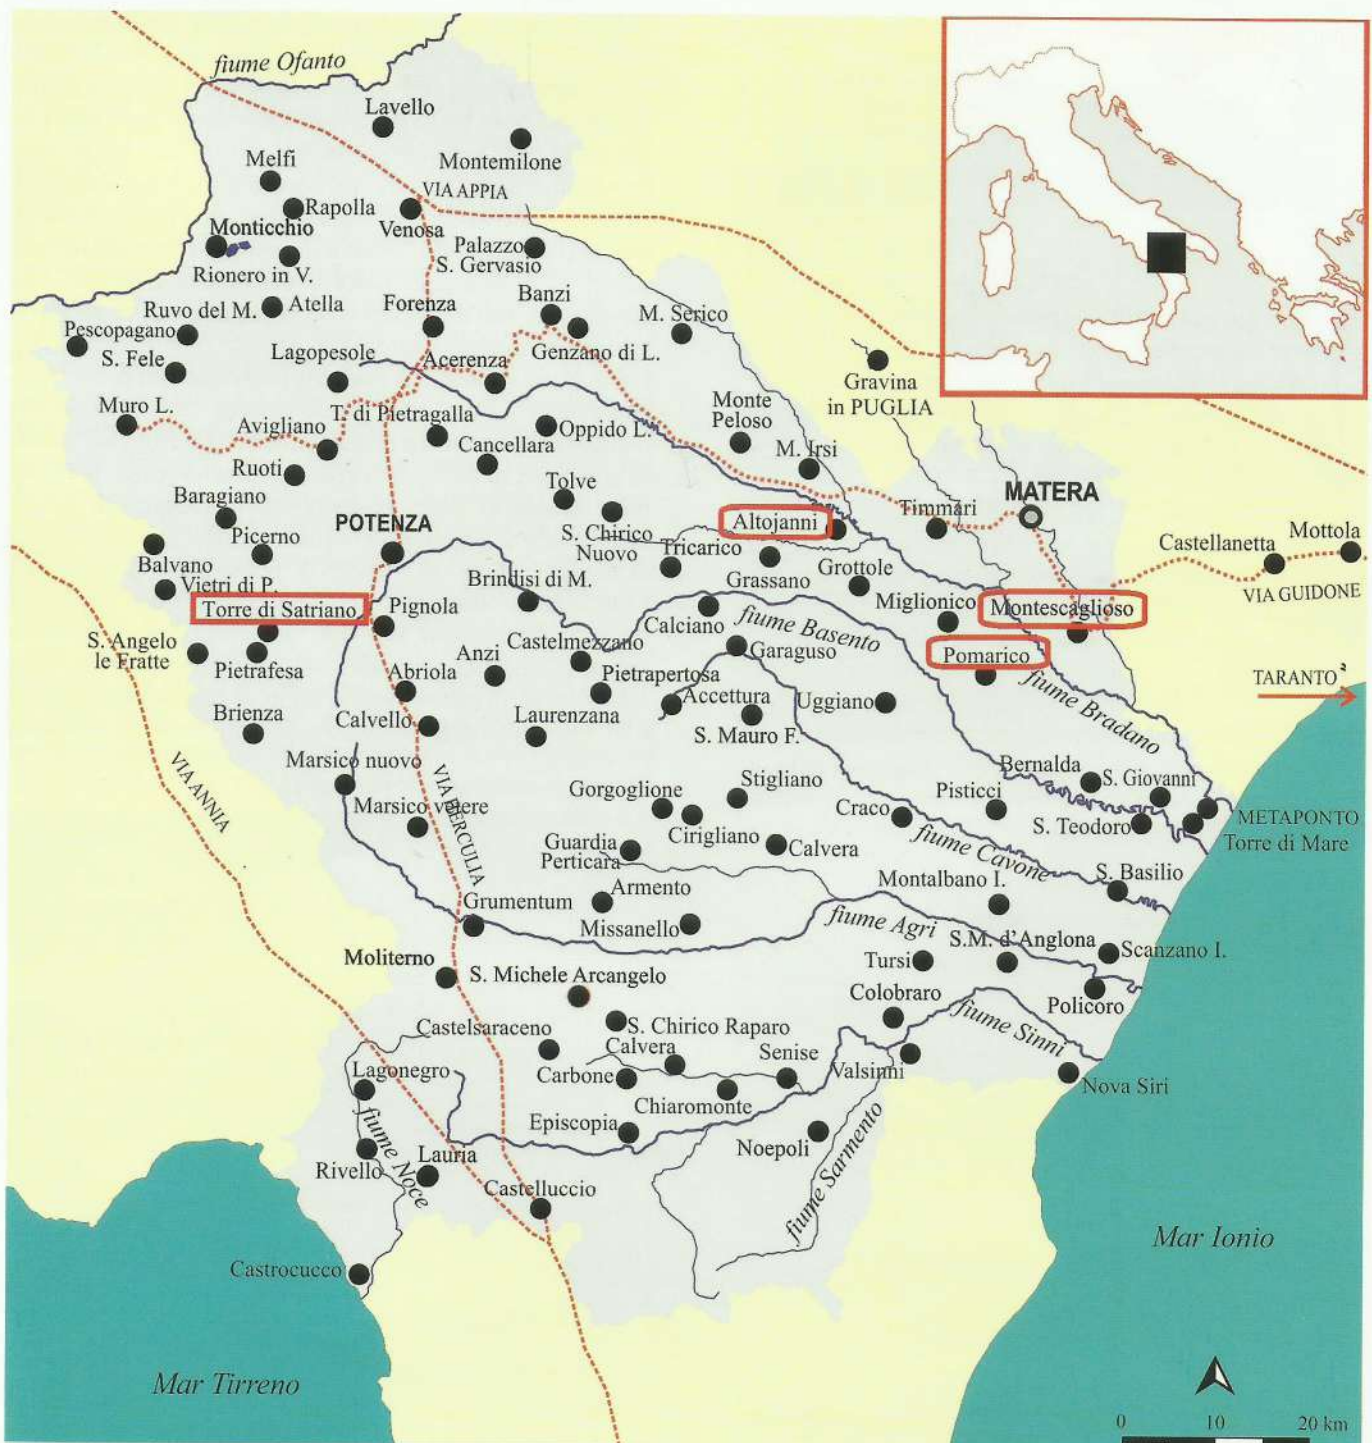 fiume Ofanto
Lavello
Montemilone
Melfi
VIA APPIA
Rapolla
Venosa
Monticchio
Palazzo
S. Gervasio
Rionero in V.
Banzi
Ruvo del M.
Atella
Forenza
M. Serico
Pescopagano
Genzano di L.
S. Fele
Lagopesole
Acerenza
Gravina
in PUGLIA
Muro L.
T. di Pietragalla
Monte
Peloso
Avigliano
Oppido L.
Cancellara
M. Irsi
Ruoti
Tolve
MATERA
Baragiano
Altojanni
Timmari
POTENZA
S. Chirico
Nuovo
Mottola
Picerno
Tricarico
Castellanetta
Balvano
Grassano
Grottole
Vietri di P.
Brindisi di M.
VIA GUIDONE
Torre di Satriano
Pignola
Miglionico
Montescaglioso
Calciano
fiume Basento
S. Angelo
le Fratte
Castelmezzano
Garaguso
Pomarico
Pietrafesa
Anzi
Abriola
Pietrapertosa
TARANTO
fiume Bradano
Accettura
Uggiano
Brienza
Calvello
Laurenzana
S. Mauro F.
Marsico nuovo
Bernalda
VIA ANNIA
VIA HERCULIA
Stigliano
S. Giovanni
Gorgoglione
Pisticci
Marsico vetere
Craco
METAPONTO
Cirigliano
S. Teodoro
Torre di Mare
Guardia
Perticara
Calvera
fiume Cavone
S. Basilio
Armento
Montalbano I.
Grumentum
Missanello
fiume Agri
S.M. d'Anglona
Scanzano I.
Moliterno
Tursi
S. Michele Arcangelo
Policoro
Colobraro
fiume Sinni
Castelsaraceno
S. Chirico Raparo
Calvera
Senise
Lagonegro
Carbone
Valsinni
Nova Siri
Chiaromonte
fiume Noce
Episcopia
Noepoli
fiume Sarmento
Rivello
Lauria
Castelluccio
Mar Ionio
Castrocucco
Mar Tirreno
0 10 20 km